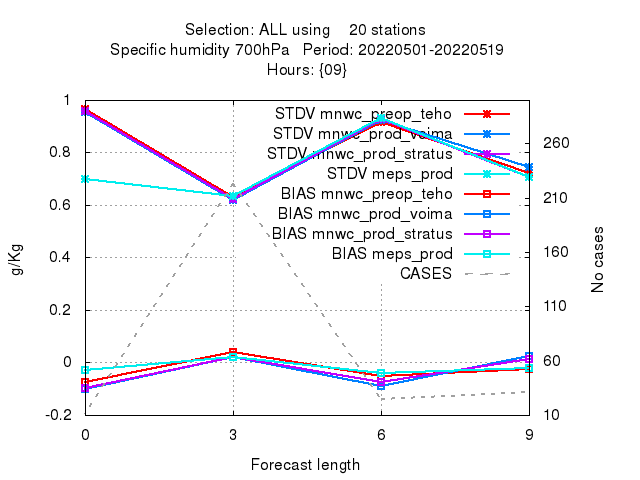 Selection: ALL using    20 stations
Specific humidity 700hPa   Period: 20220501-20220519
Hours: {09}
1
0.8
0.6
0.4
0.2
0
-0.2
g/Kg
STDV mnwc_preop_teho
STDV mnwc_prod_voima
STDV mnwc_prod_stratus
STDV meps_prod
BIAS mnwc_preop_teho
BIAS mnwc_prod_voima
BIAS mnwc_prod_stratus
BIAS meps_prod
CASES
260
210
160
110
60
10
No cases
0 3 6 9
Forecast length